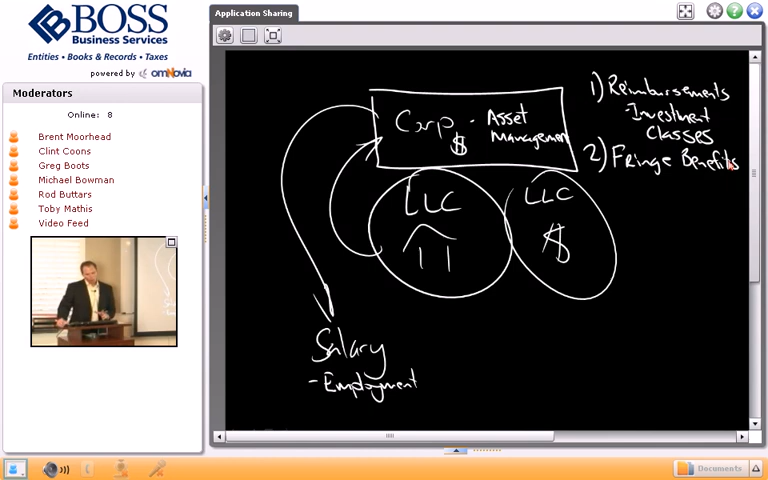 BOSS
Business Services
Entities • Books & Records • Taxes
powered by omNovia
Moderators
Online: 8
Brent Moorhead
Clint Coons
Greg Boots
Michael Bowman
Rod Buttars
Toby Mathis
Video Feed
Application Sharing
Corp - Asset
$ Management
LLC
LLC
$
Salary
- Employment
1) Reimbursements
- Investment
Classes
2) Fringe Benefits
Documents